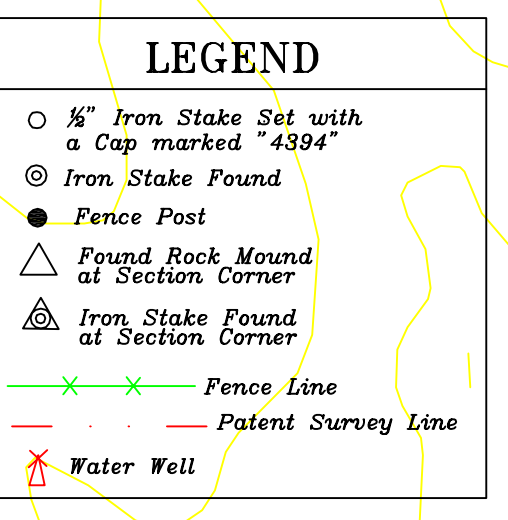 LEGEND
½" Iron Stake Set with
a Cap marked "4394"
Iron Stake Found
Fence Post
Found Rock Mound
at Section Corner
Iron Stake Found
at Section Corner
Fence Line
Patent Survey Line
Water Well